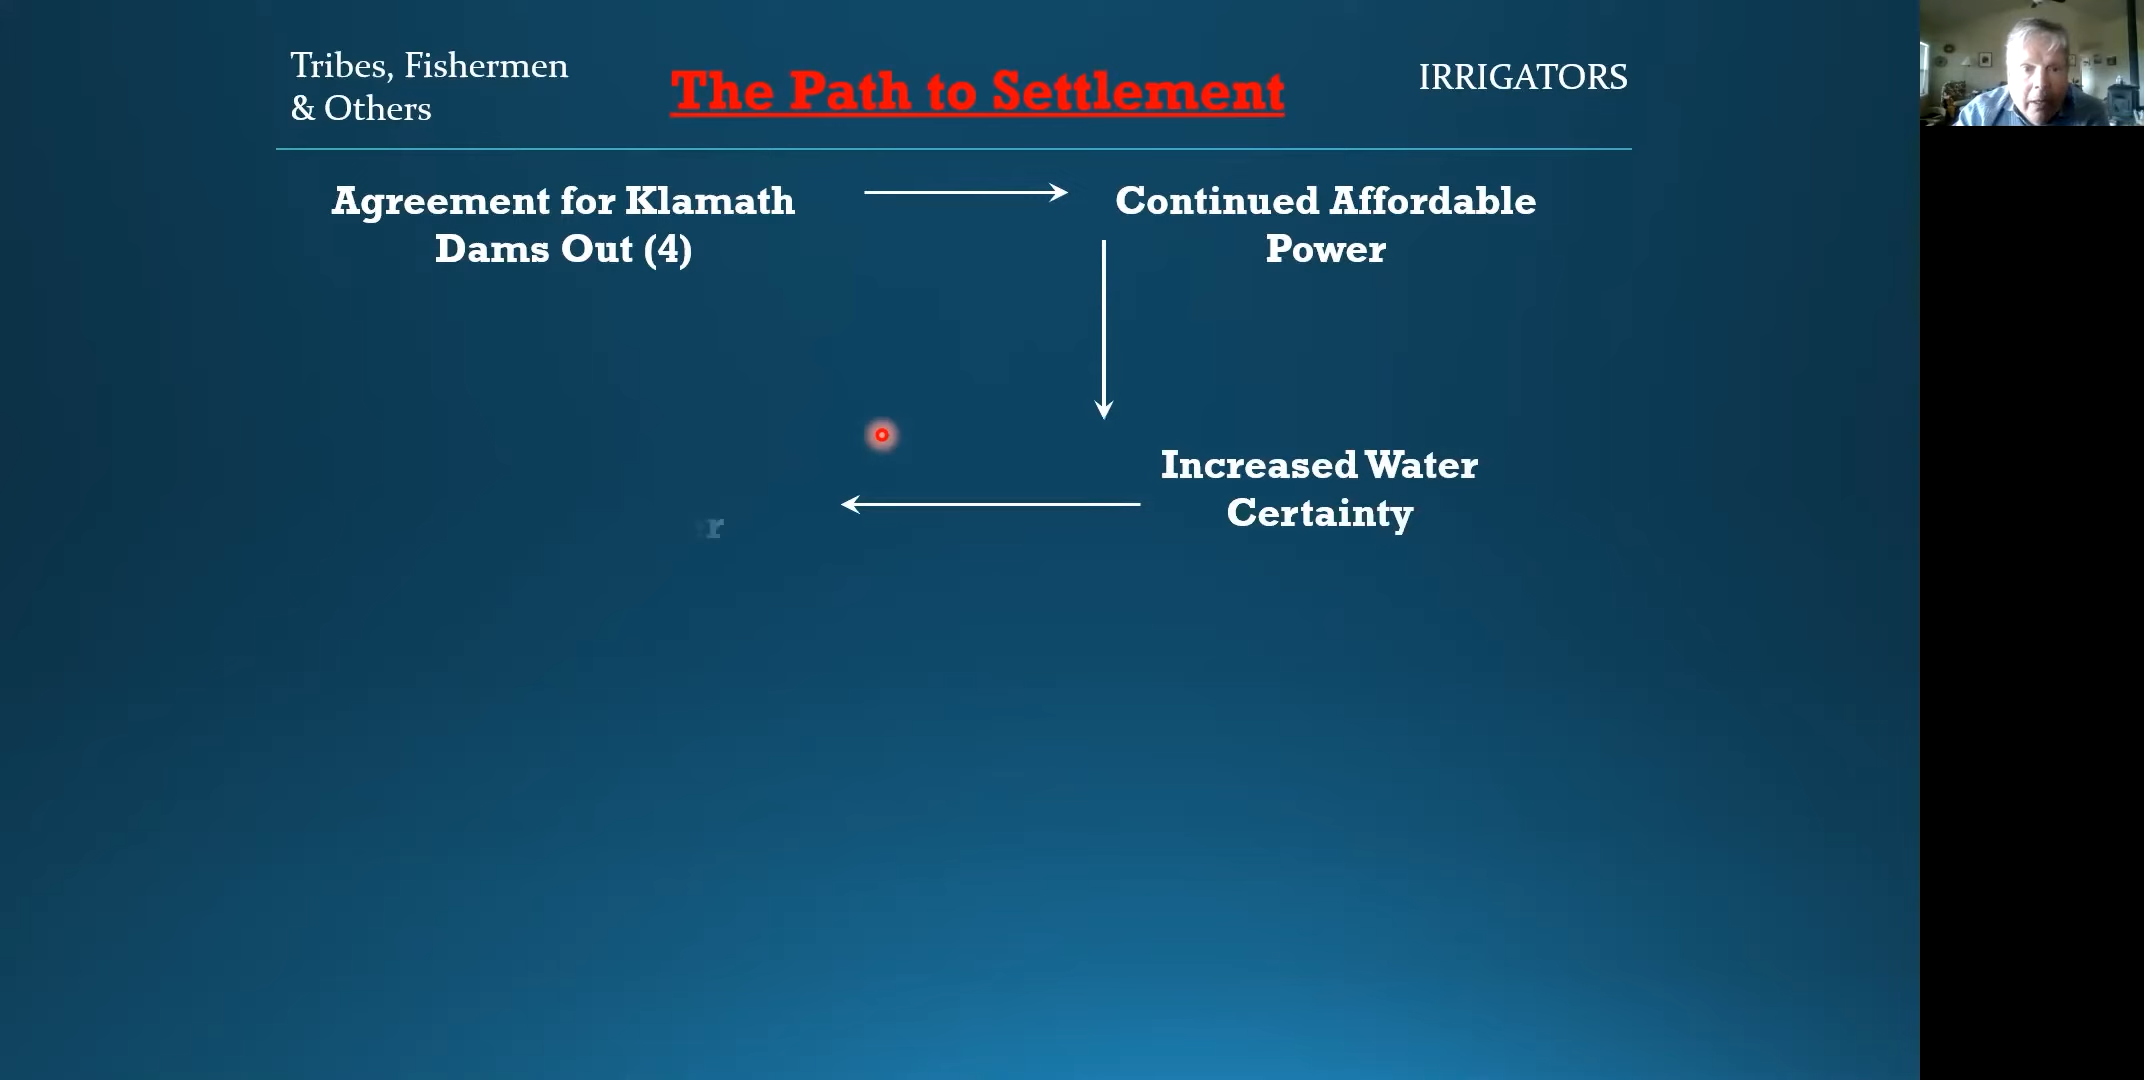 Tribes, Fishermen
& Others
The Path to Settlement
IRRIGATORS
Agreement for Klamath
Dams Out (4)
Continued Affordable
Power
Increased Water
Certainty